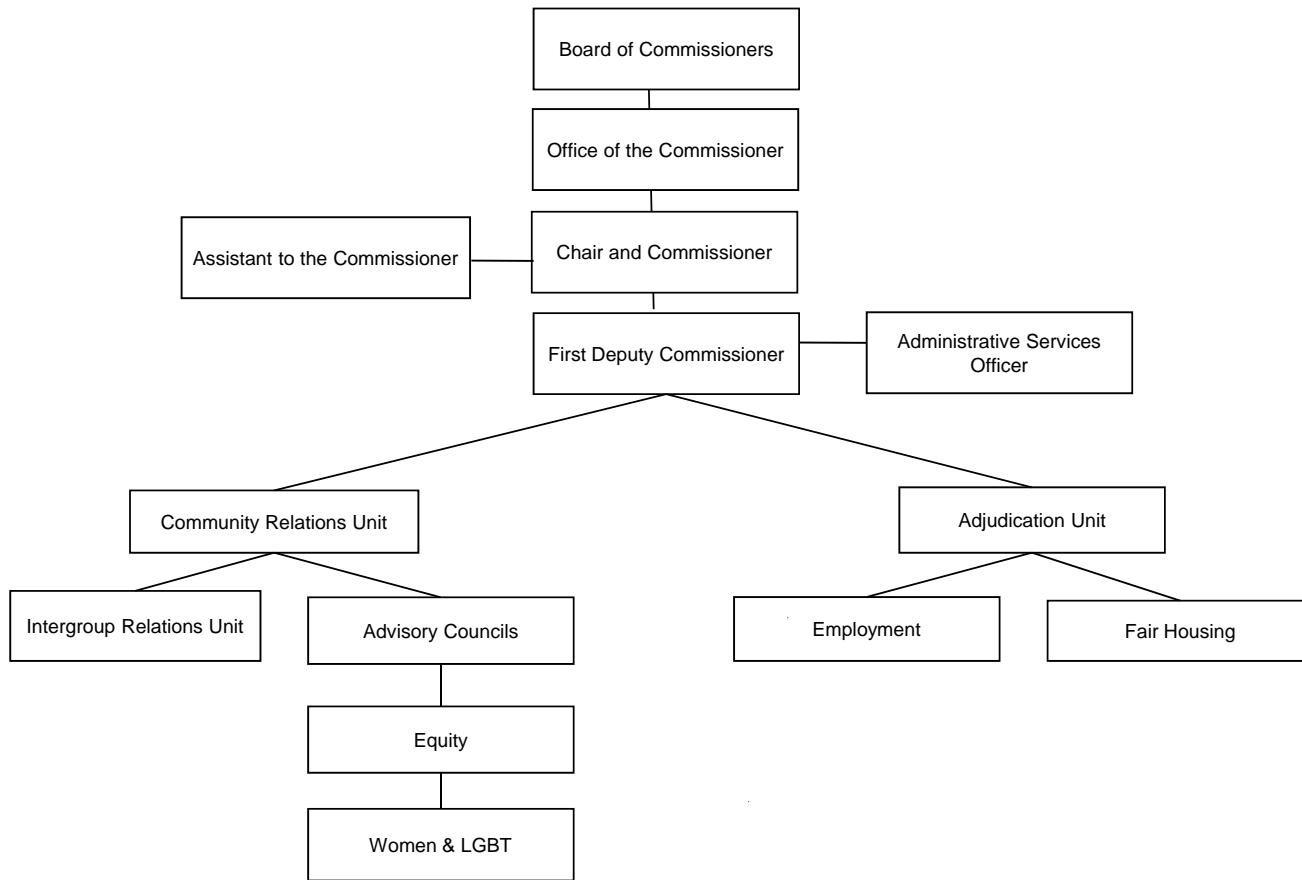 Board of Commissioners
Office of the Commissioner
Assistant to the Commissioner
Chair and Commissioner
First Deputy Commissioner
Administrative Services
Officer
Community Relations Unit
Adjudication Unit
Intergroup Relations Unit
Advisory Councils
Employment
Fair Housing
Equity
Women & LGBT